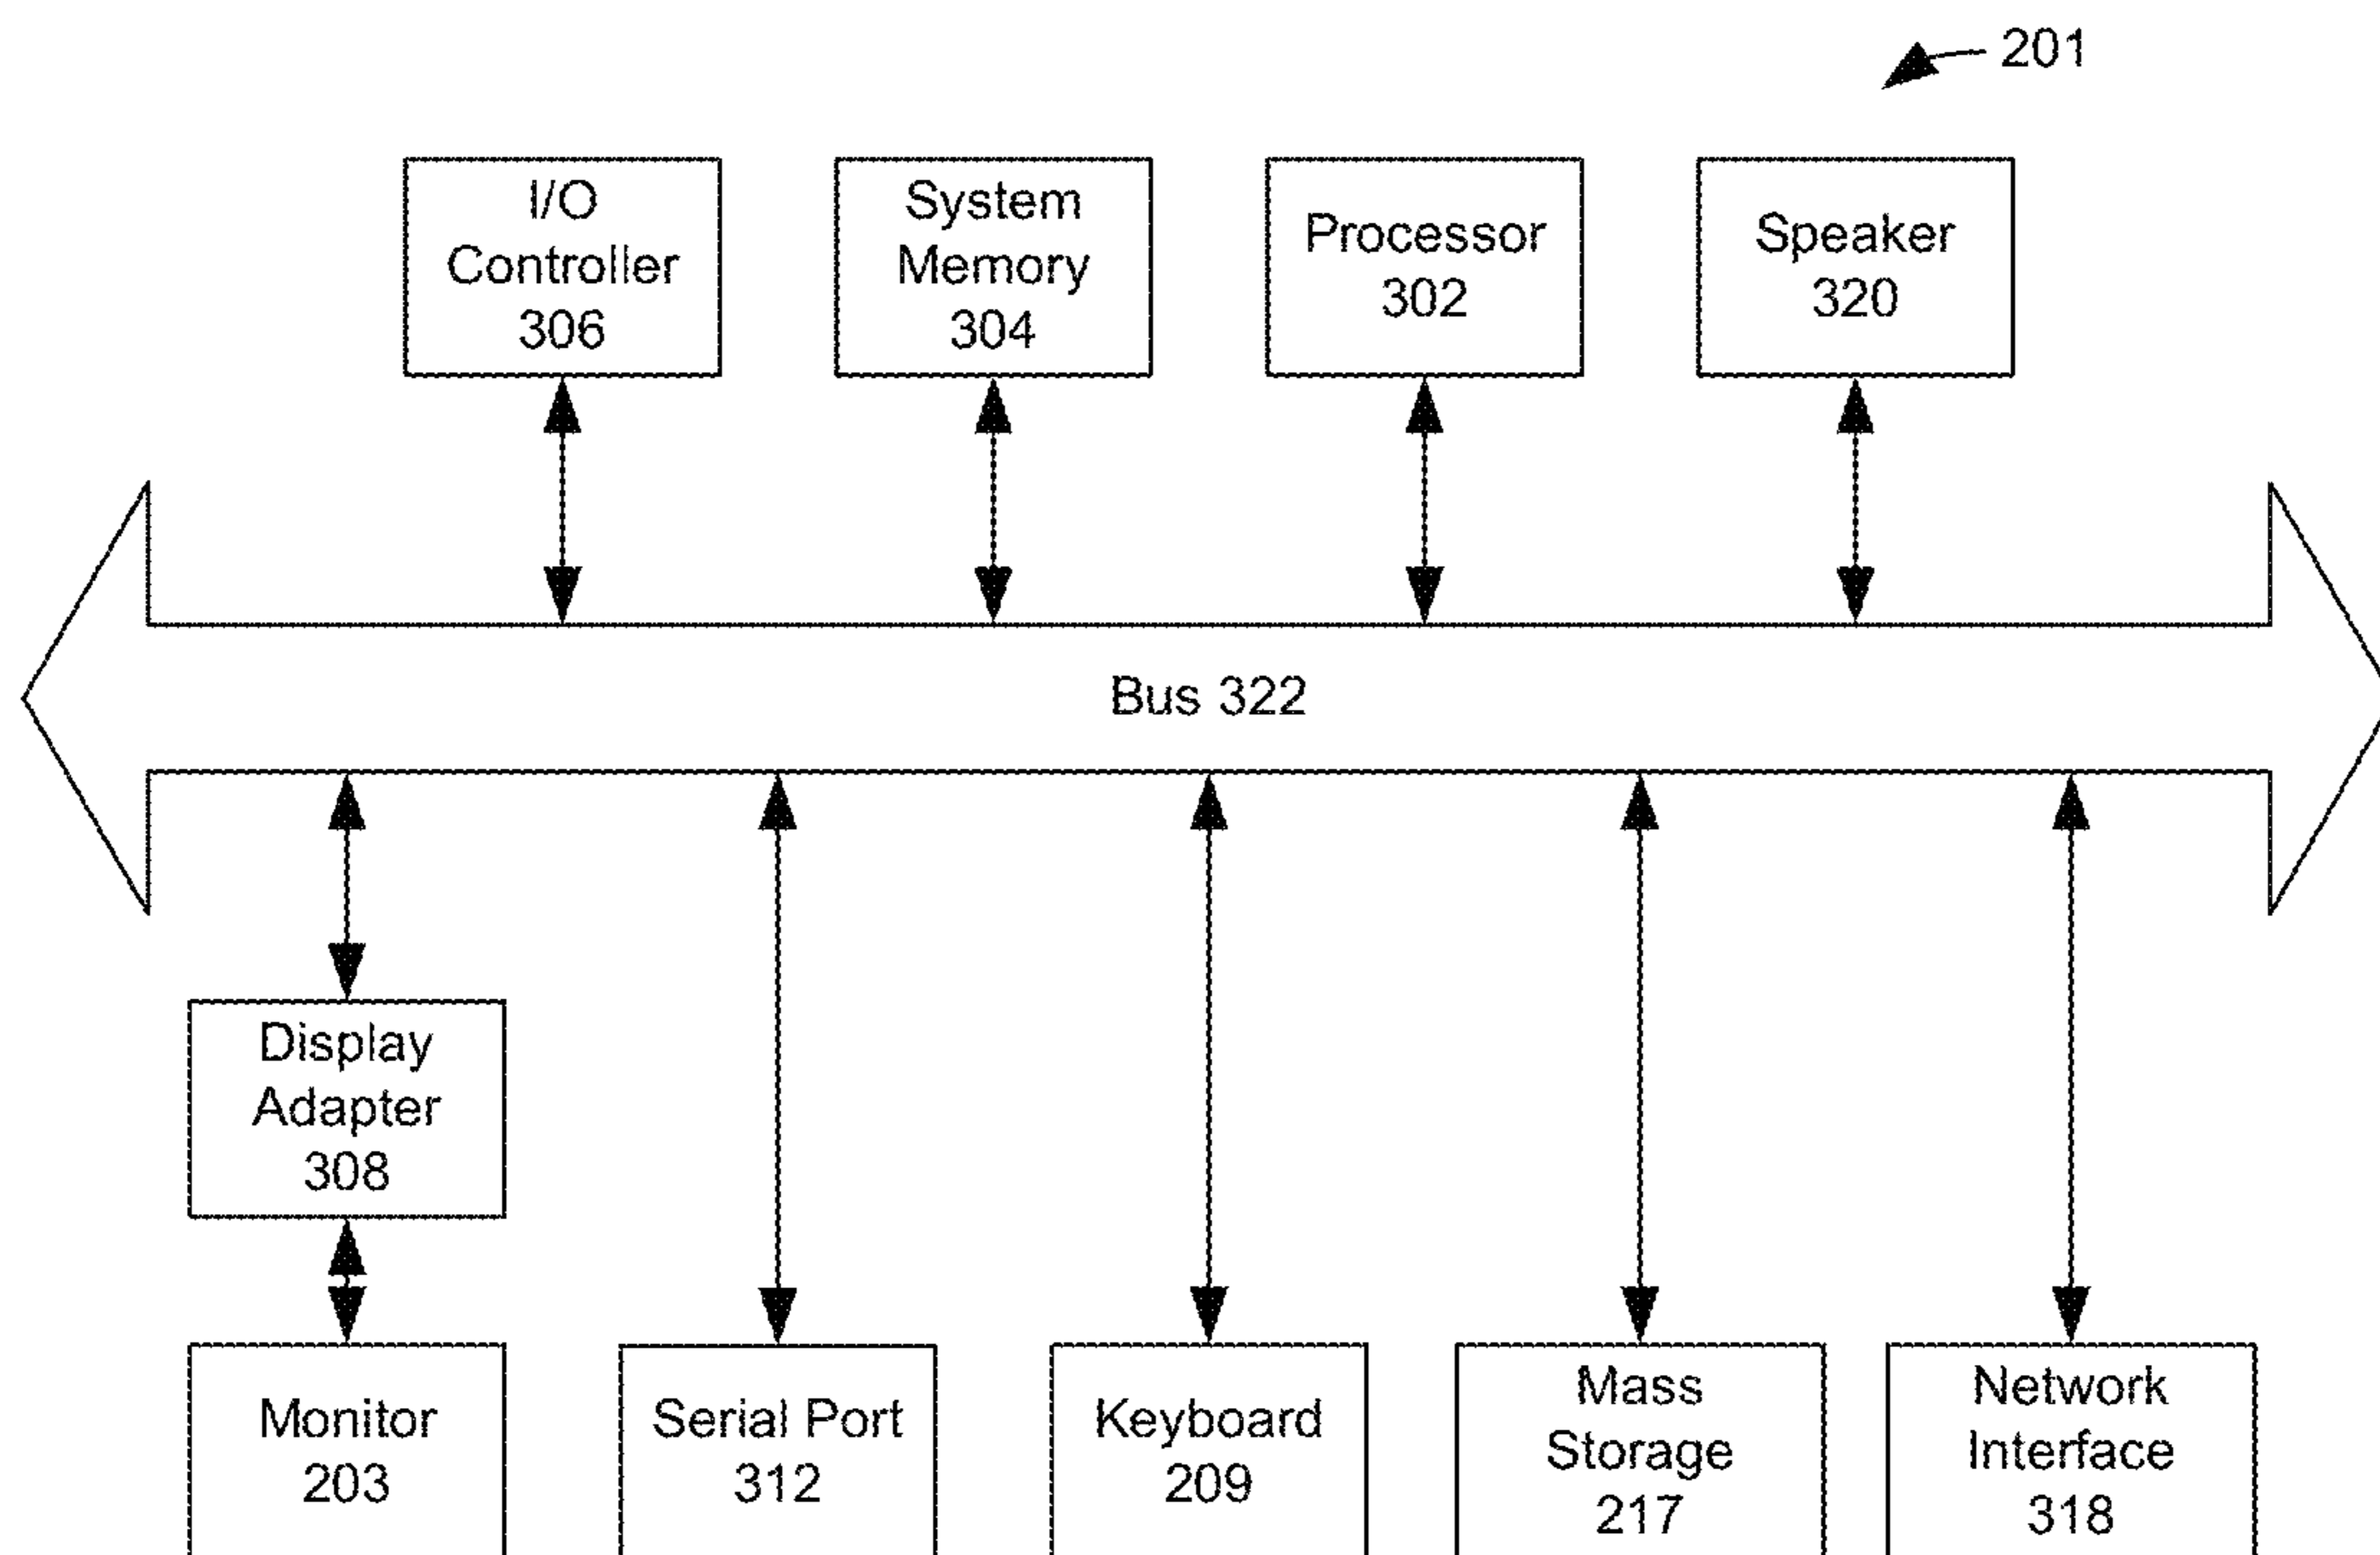 201
I/O
Controller
306
System
Memory
304
Processor
302
Speaker
320
Bus 322
Display
Adapter
308
Monitor
203
Serial Port
312
Keyboard
209
Mass
Storage
217
Network
Interface
318